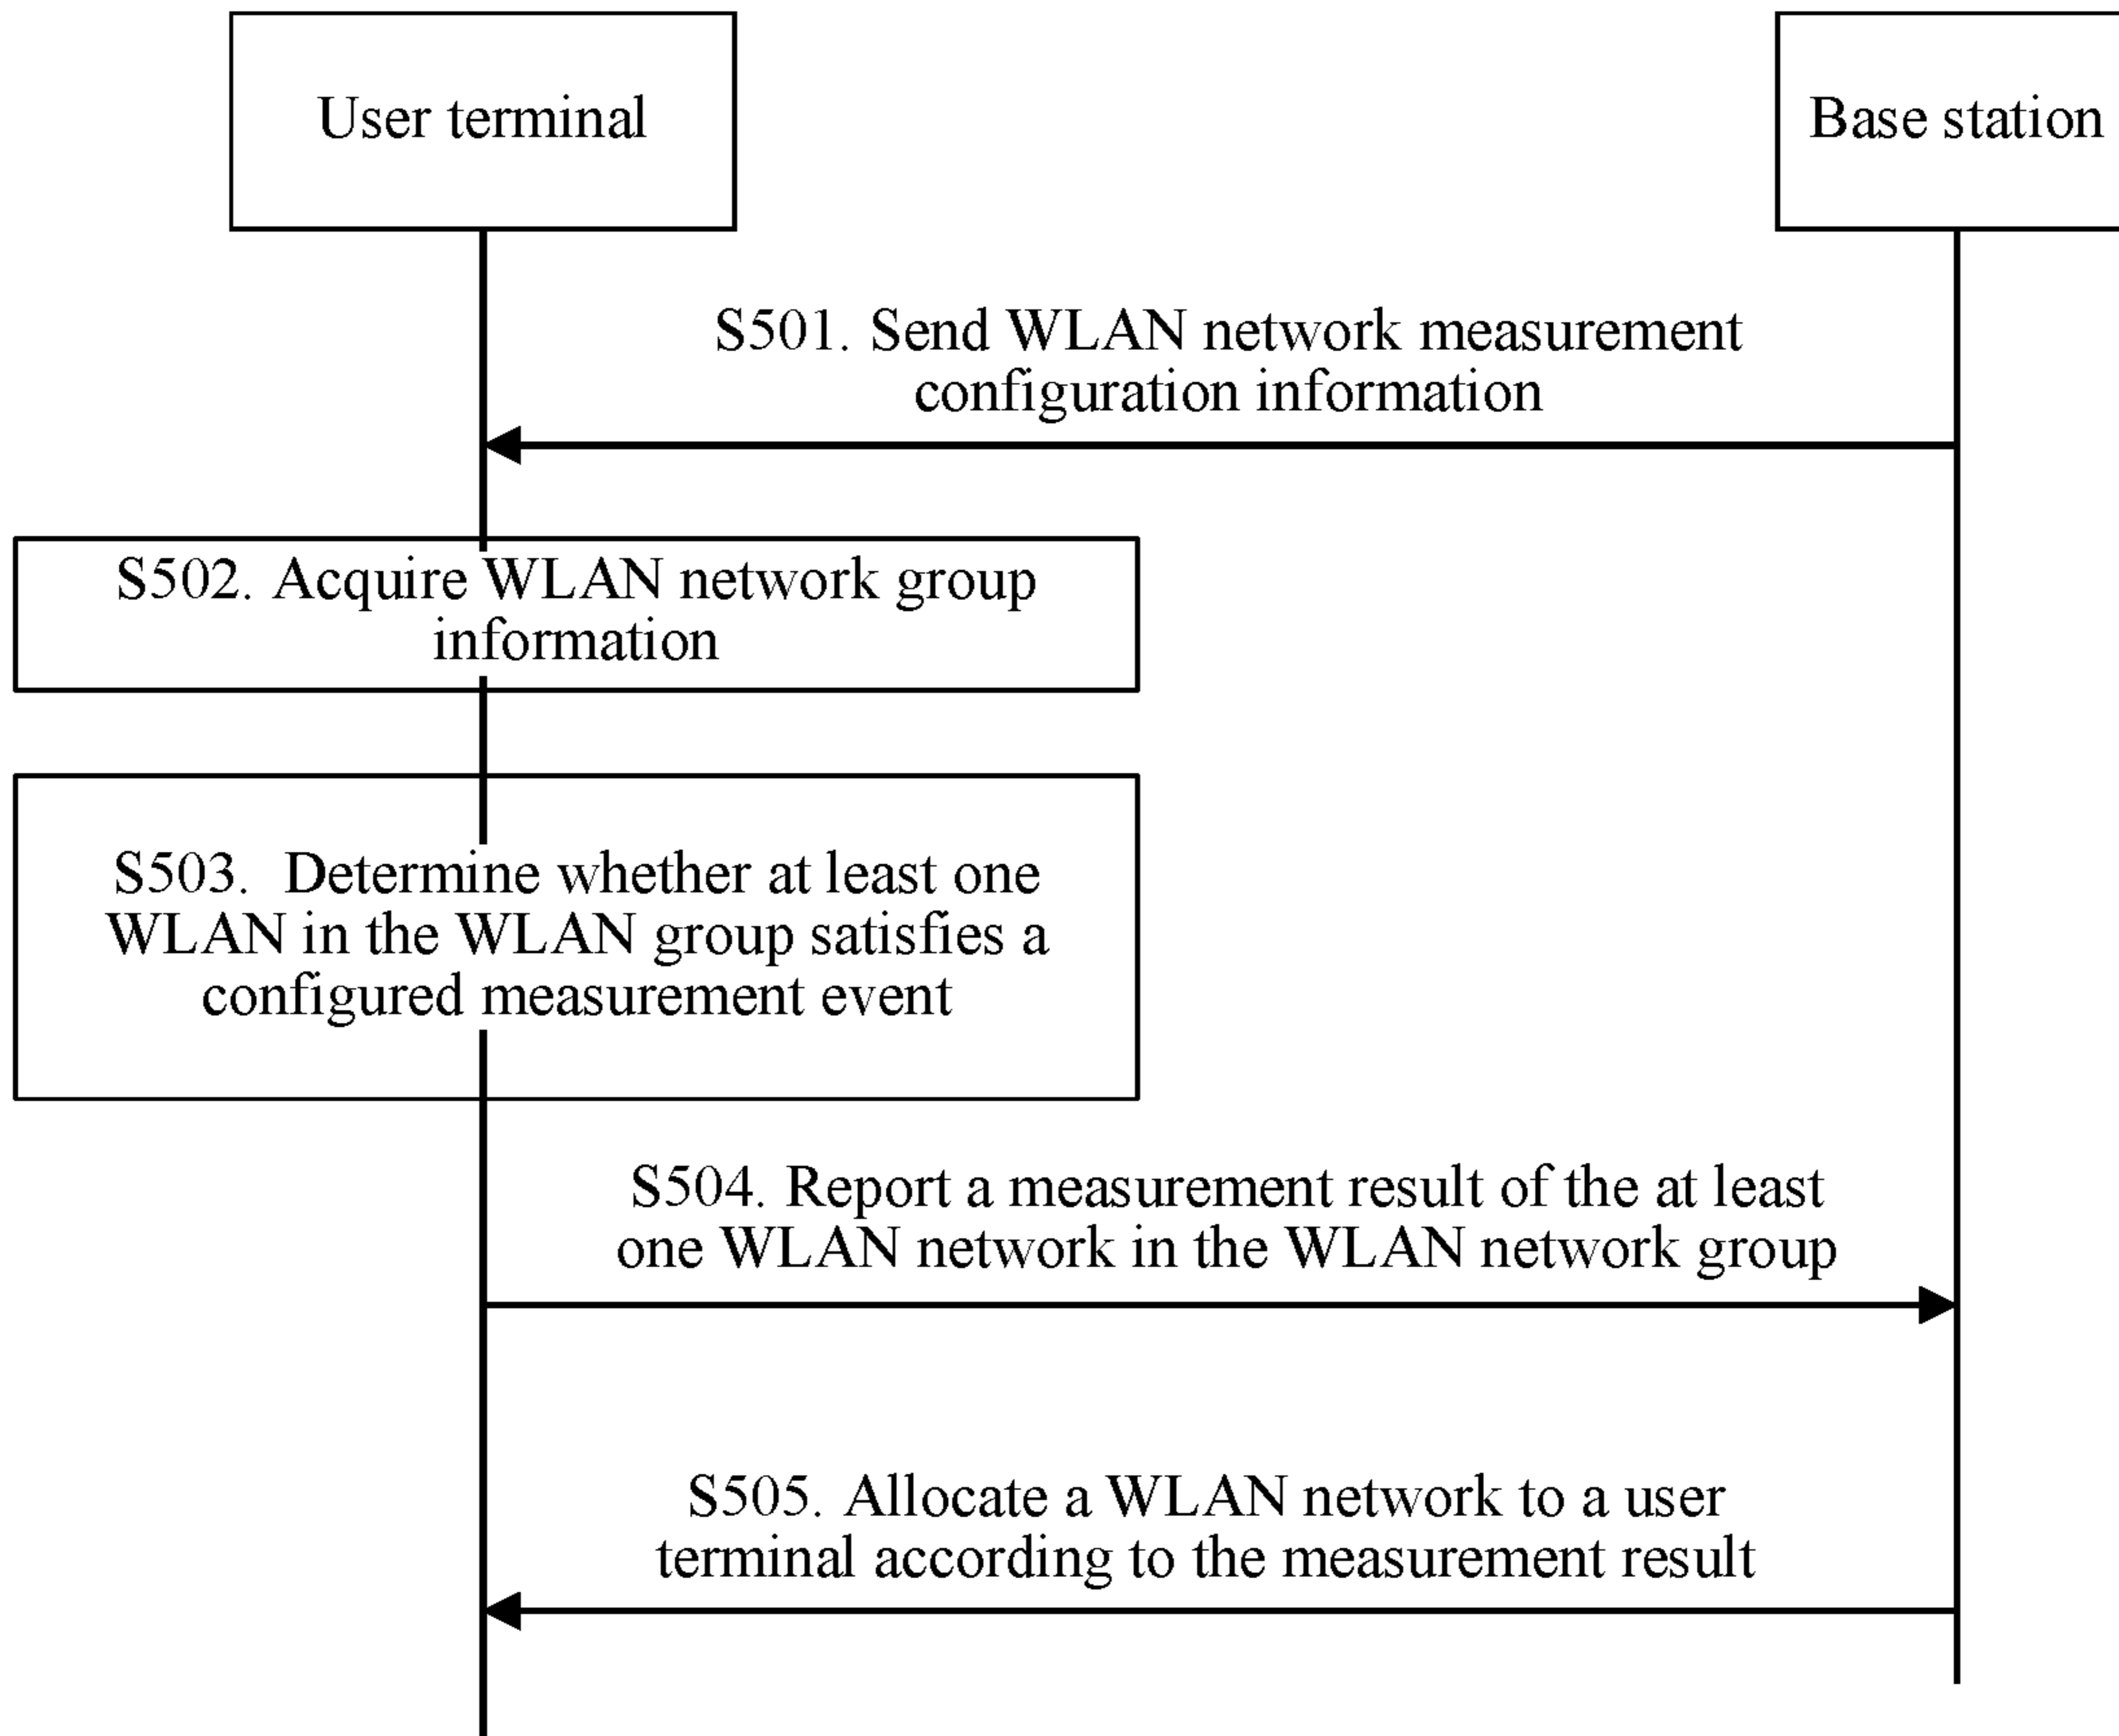 User terminal
Base station
S501. Send WLAN network measurement
configuration information
S502. Acquire WLAN network group
information
S503. Determine whether at least one
WLAN in the WLAN group satisfies a
configured measurement event
S504. Report a measurement result of the at least
one WLAN network in the WLAN network group
S505. Allocate a WLAN network to a user
terminal according to the measurement result